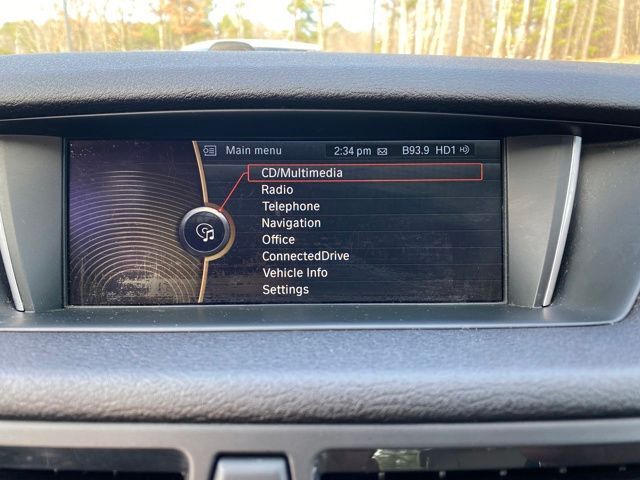 Main menu 2:34 pm B93.9 HD1
CD/Multimedia
Radio
Telephone
Navigation
Office
ConnectedDrive
Vehicle Info
Settings